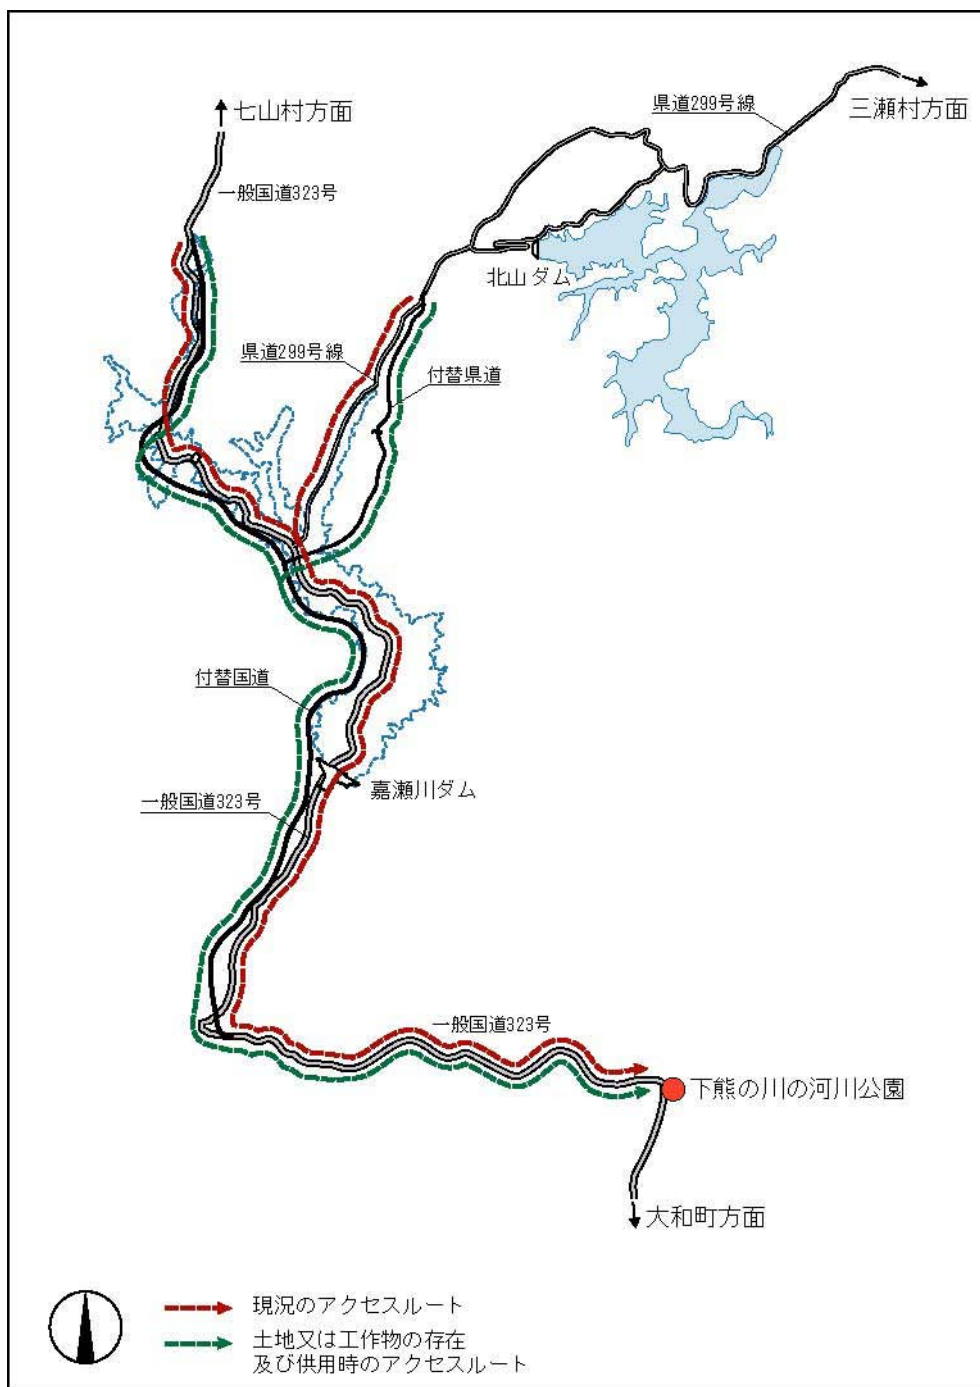 七山村方面
県道299号線
三瀬村方面
一般国道323号
北山ダム
県道299号線
付替県道
付替国道
嘉瀬川ダム
一般国道323号
一般国道323号
下熊の川の河川公園
大和町方面
現況のアクセスルート
土地又は工作物の存在
及び供用時のアクセスルート